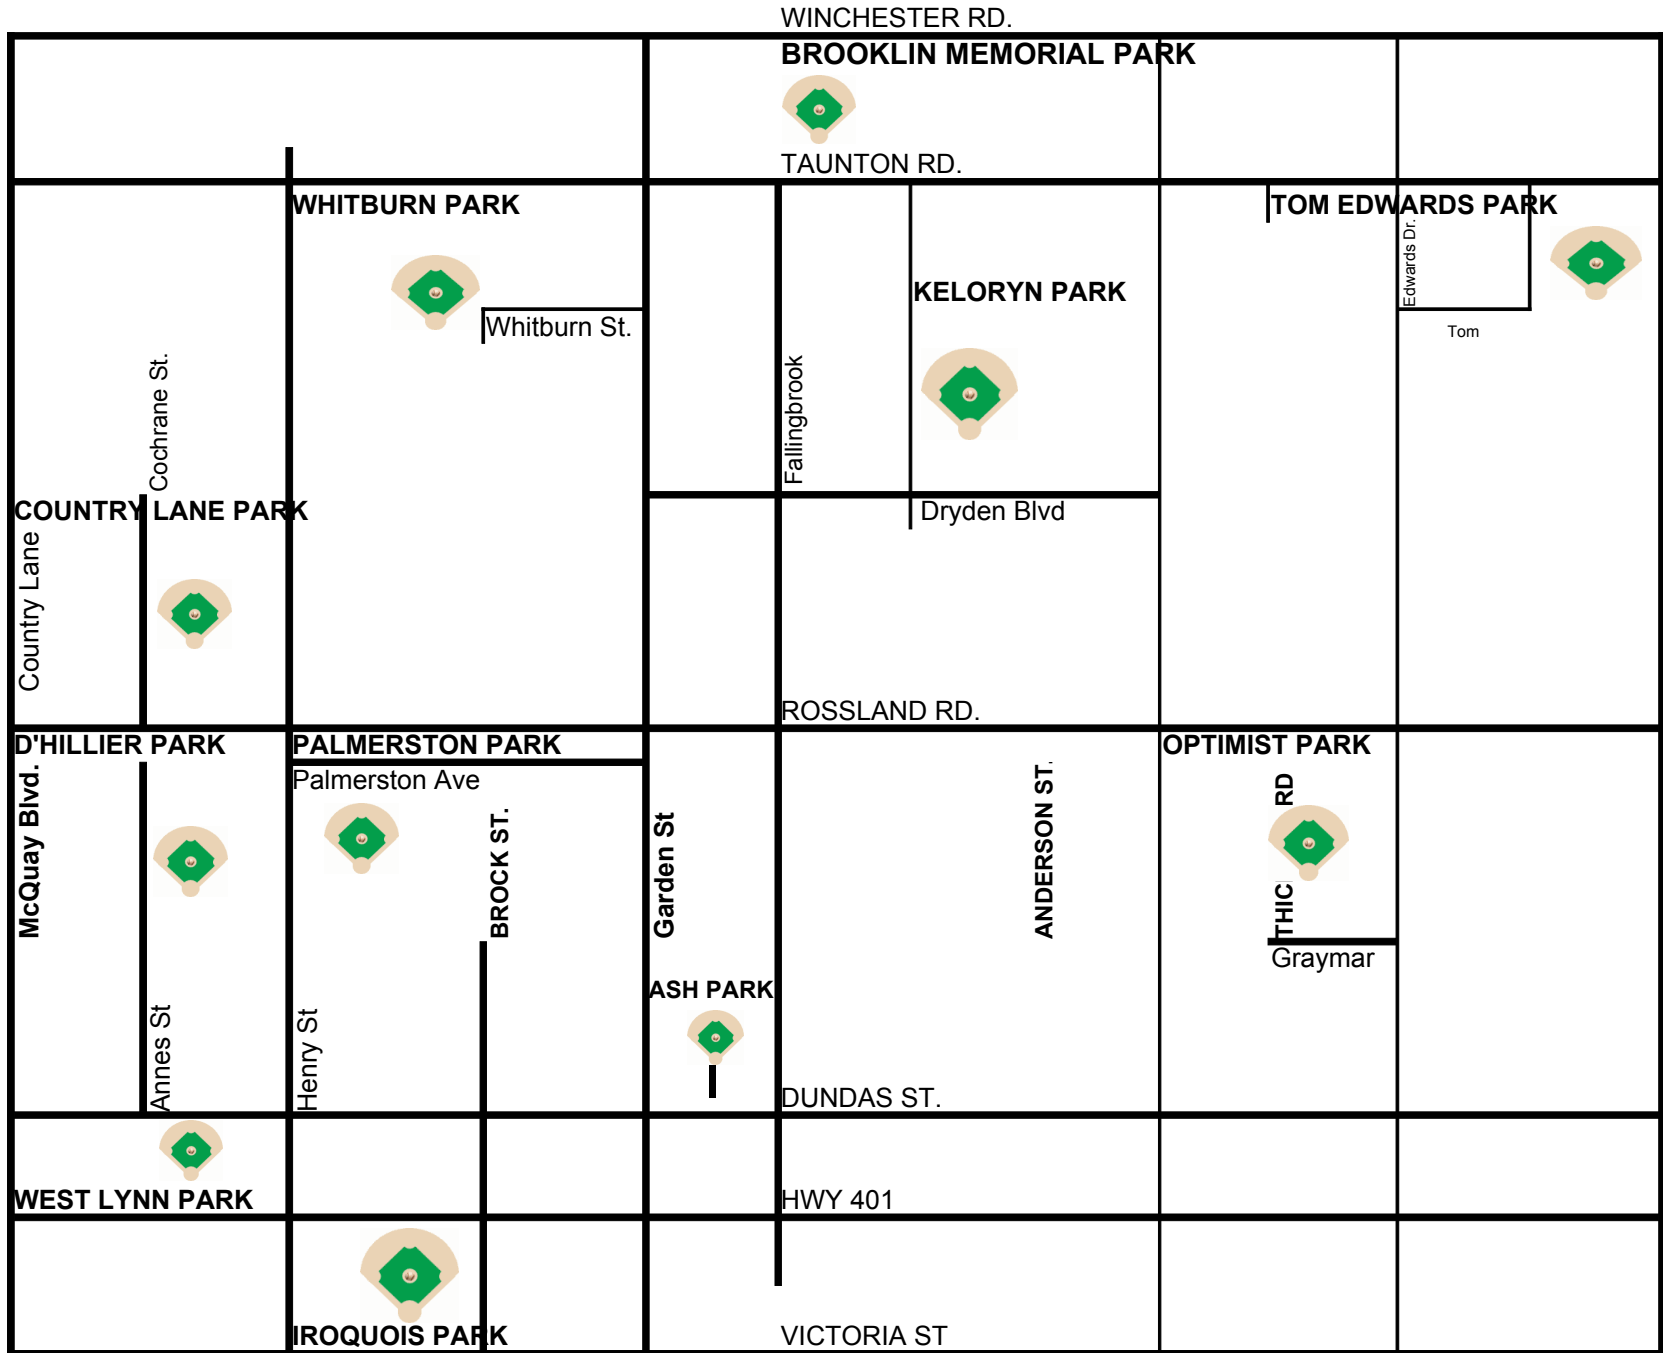 WINCHESTER RD.
BROOKLIN MEMORIAL PARK
TAUNTON RD.
WHITBURN PARK
TOM EDWARDS PARK
Edwards Dr.
KELORYN PARK
Whitburn St.
Tom
Cochrane St.
Fallingbrook
COUNTRY LANE PARK
Dryden Blvd
Country Lane
ROSSLAND RD.
D'HILLIER PARK
PALMERSTON PARK
OPTIMIST PARK
McQuay Blvd.
Palmerston Ave
BROCK ST.
Garden St
ANDERSON ST.
THIC RD
Graymar
ASH PARK
Annes St
Henry St
DUNDAS ST.
WEST LYNN PARK
HWY 401
IROQUOIS PARK
VICTORIA ST